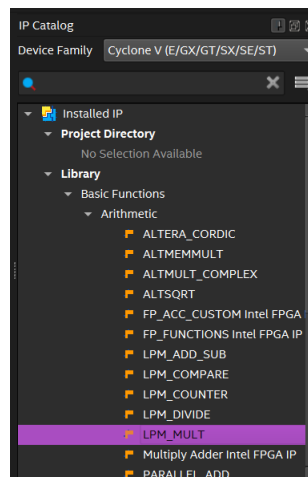 IP Catalog
Device Family Cyclone V (E/GX/GT/SX/SE/ST)
Installed IP
Project Directory
No Selection Available
Library
Basic Functions
Arithmetic
ALTERA_CORDIC
ALTMEMMULT
ALTMULT_COMPLEX
ALTSQRT
FP_ACC_CUSTOM Intel FPGA
FP_FUNCTIONS Intel FPGA IP
LPM_ADD_SUB
LPM_COMPARE
LPM_COUNTER
LPM_DIVIDE
LPM_MULT
Multiply Adder Intel FPGA IP
PARALLEL_ADD